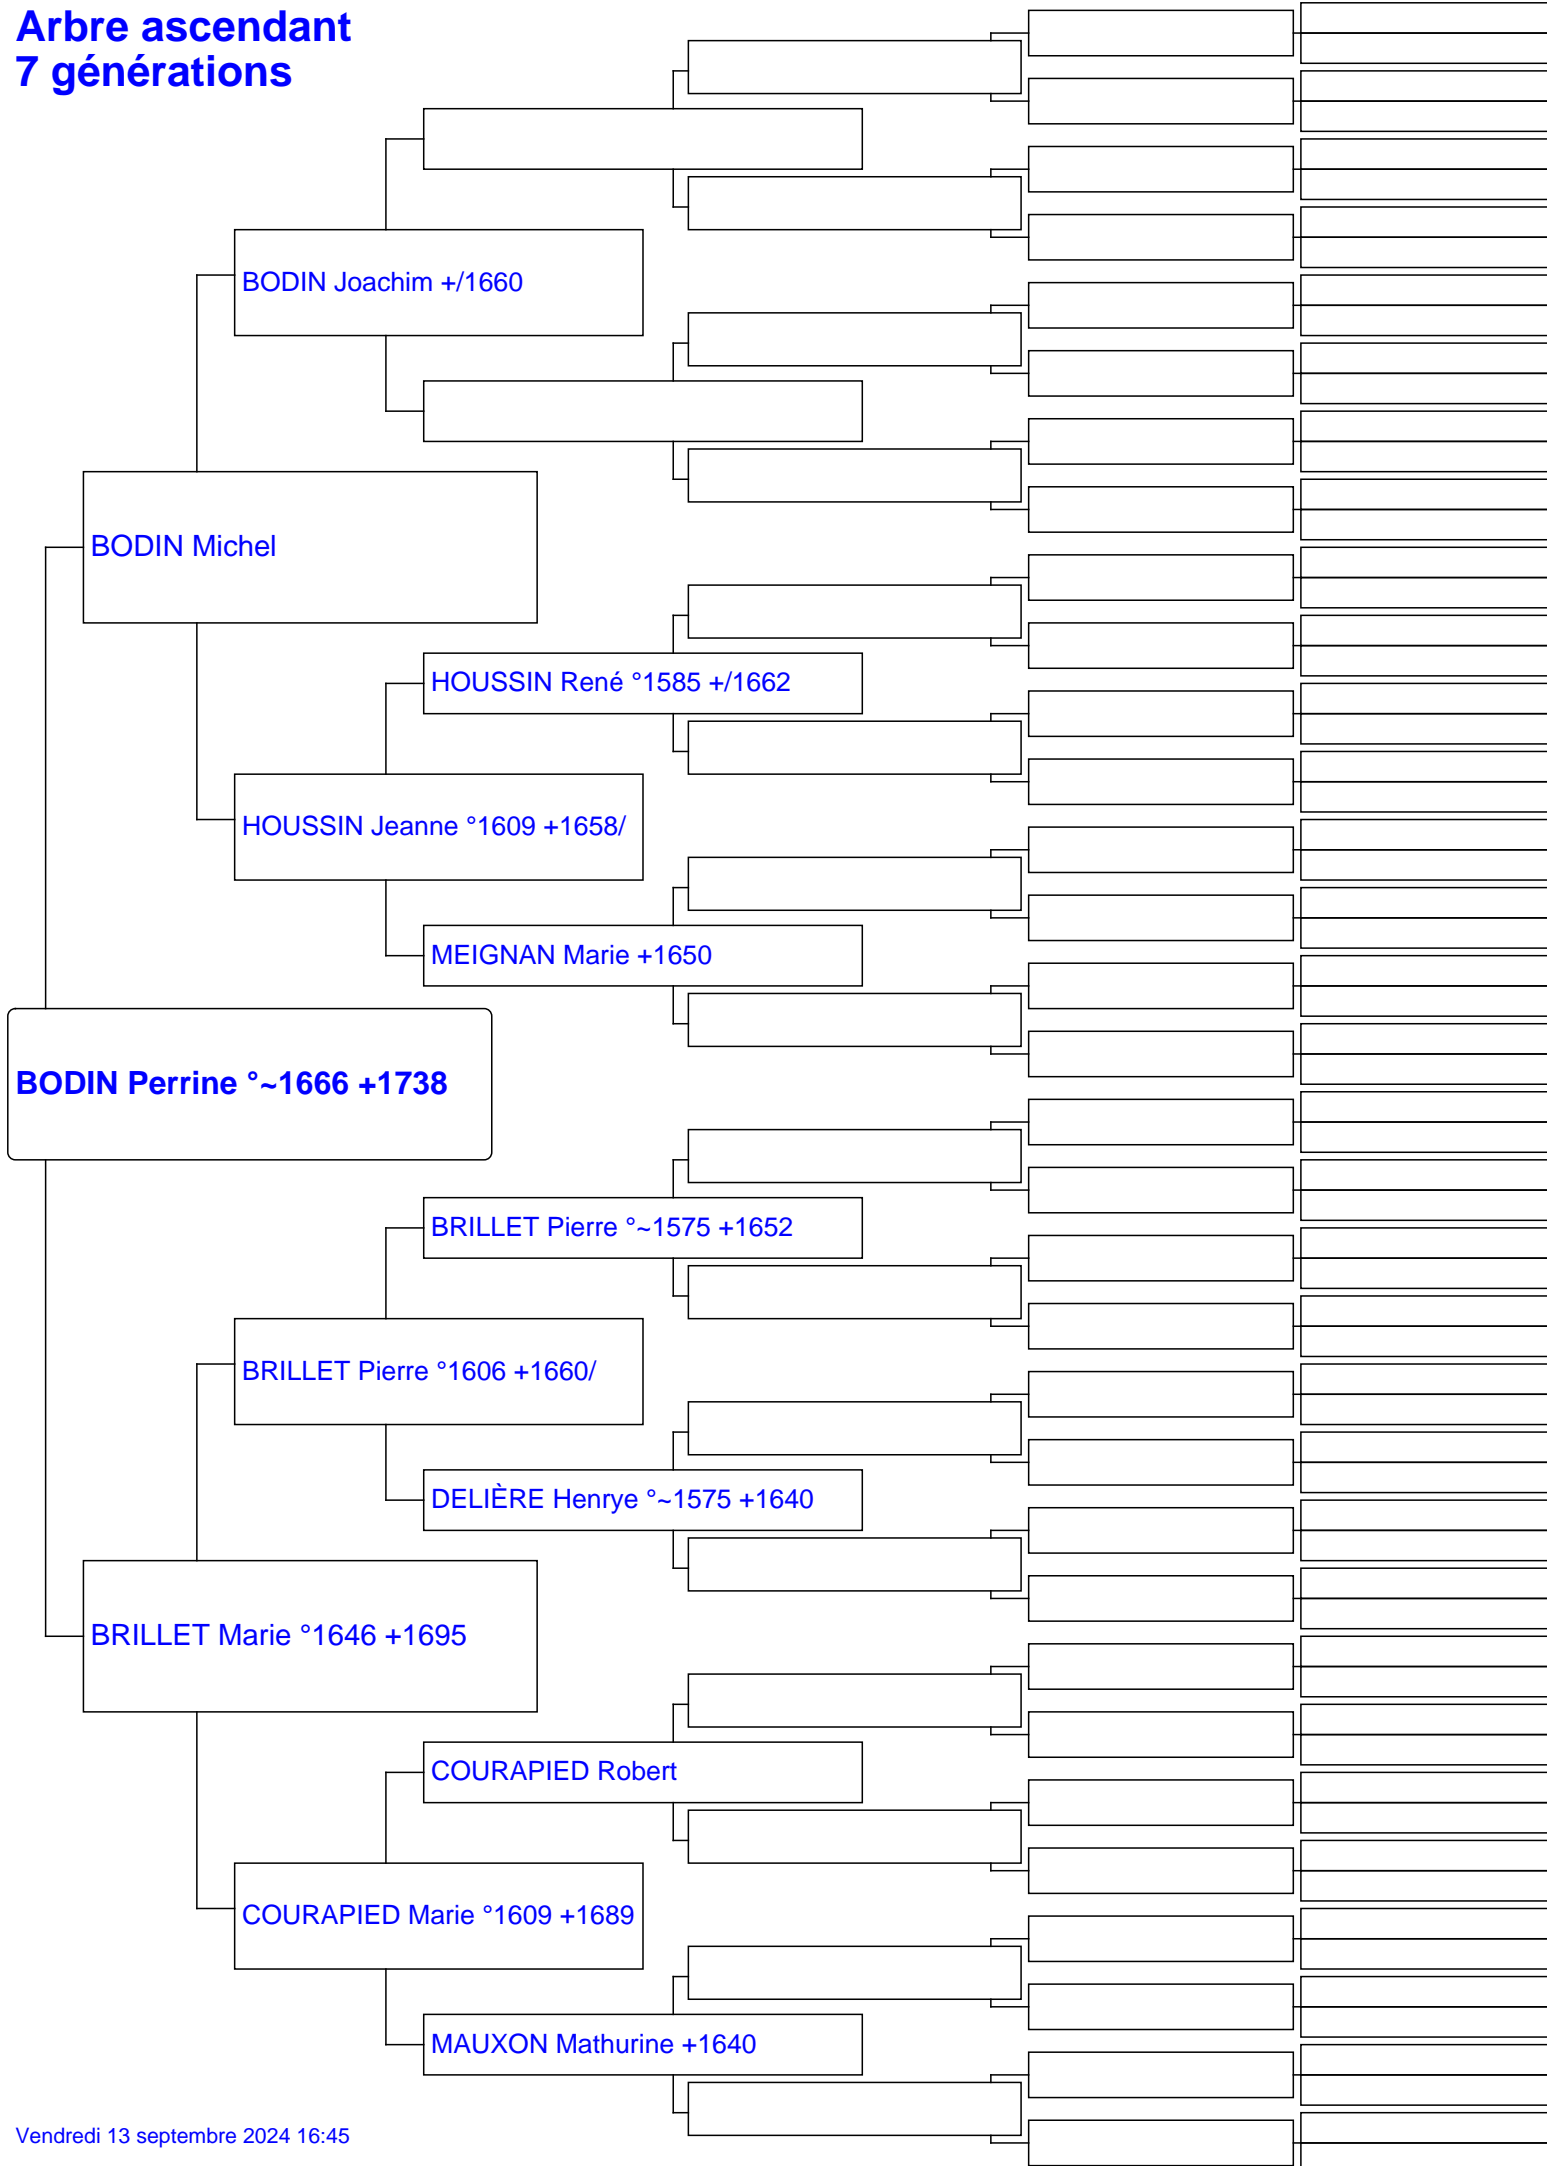 Arbre ascendant
7 générations
BODIN Joachim +/1660
BODIN Michel
HOUSSIN René °1585 +/1662
HOUSSIN Jeanne °1609 +1658/
MEIGNAN Marie +1650
BODIN Perrine °~1666 +1738
BRILLET Pierre °~1575 +1652
BRILLET Pierre °1606 +1660/
DELIÈRE Henrye °~1575 +1640
BRILLET Marie °1646 +1695
COURAPIED Robert
COURAPIED Marie °1609 +1689
MAUXON Mathurine +1640
Vendredi 13 septembre 2024 16:45